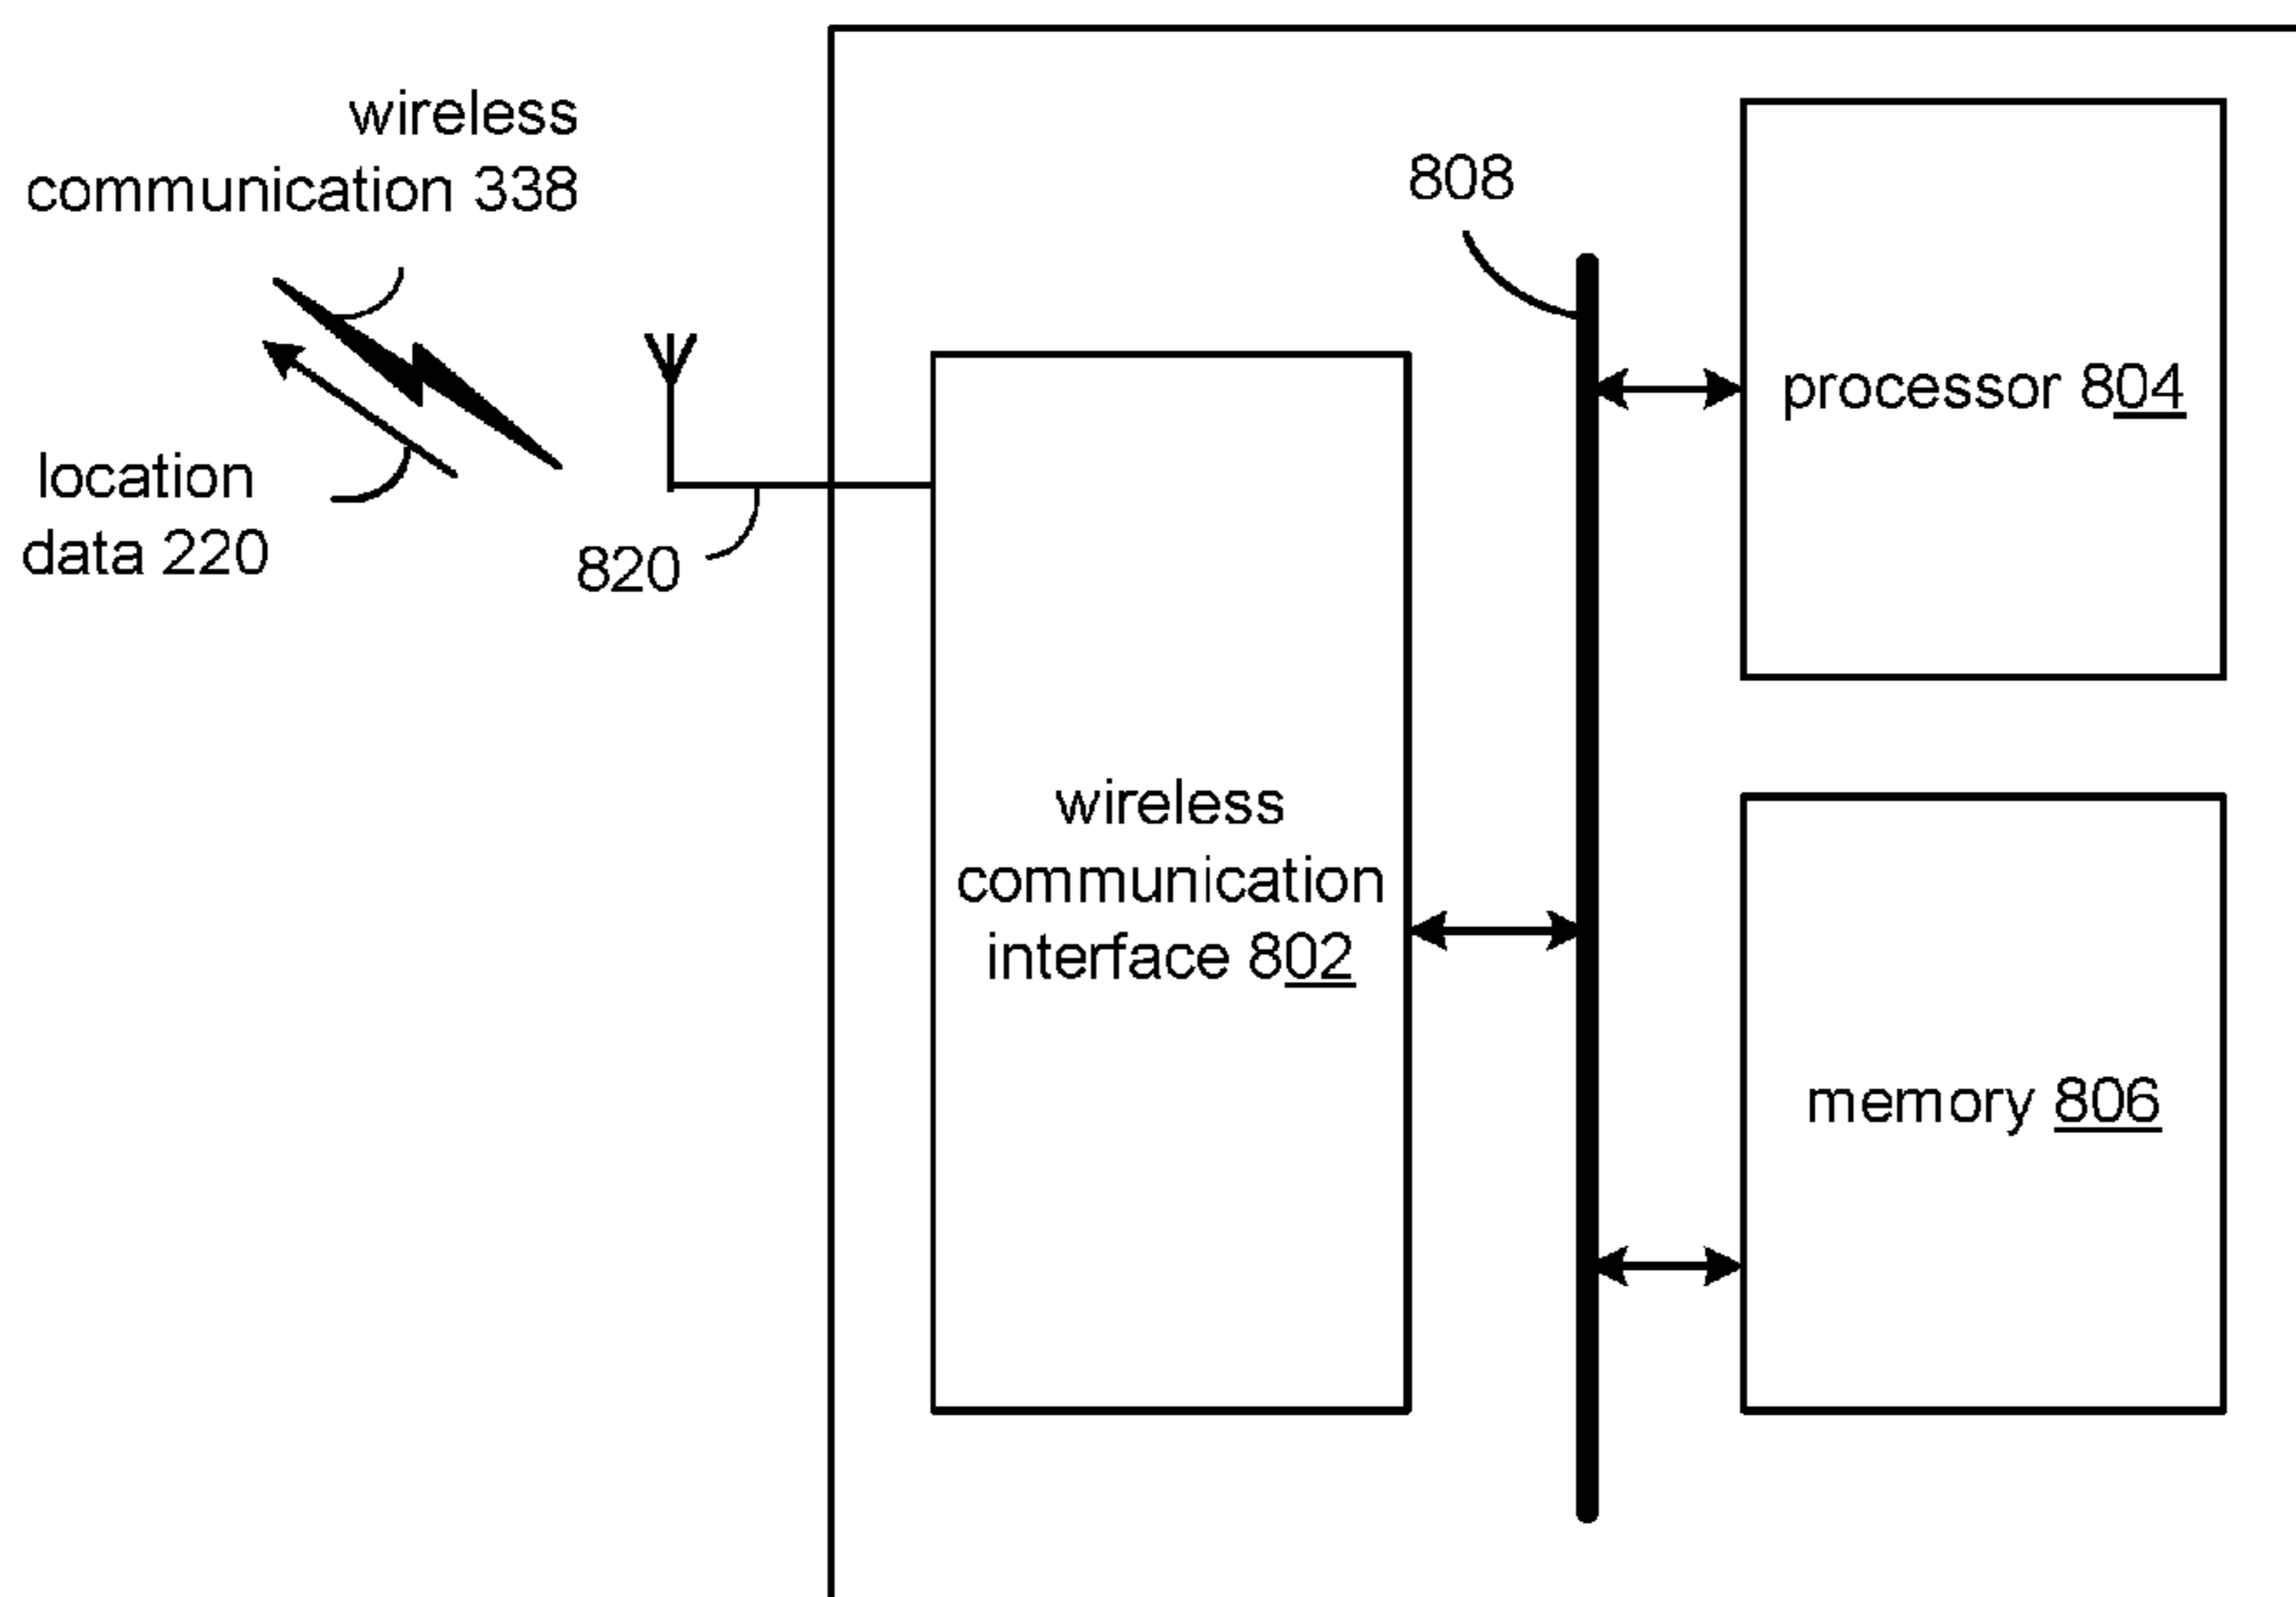 wireless
communication 338
808
processor 804
location
data 220
820
wireless
communication
interface 802
memory 806